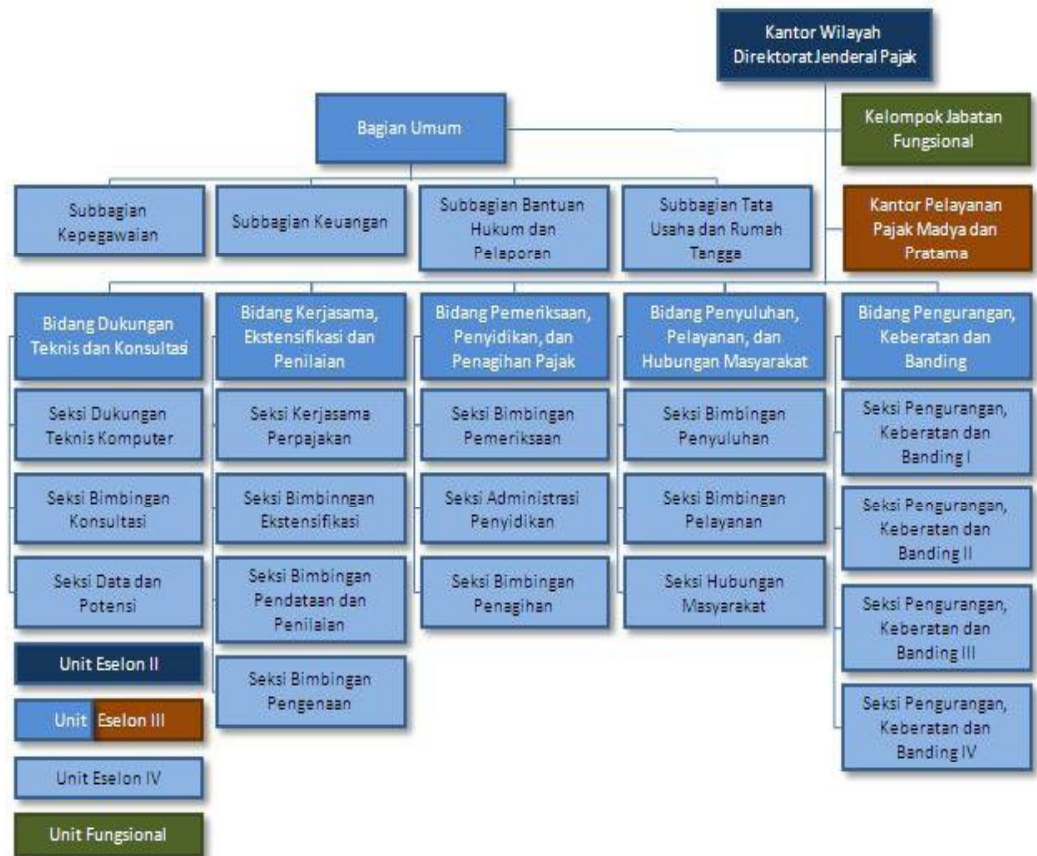 Kantor Wilayah
Direktorat Jenderal Pajak
Bagian Umum
Kelompok Jabatan
Fungsional
Subbagian
Kepegawaian
Subbagian Keuangan
Subbagian Bantuan
Hukum dan
Pelaporan
Subbagian Tata
Usaha dan Rumah
Tangga
Kantor Pelayanan
Pajak Madya dan
Pratama
Bidang Dukungan
Teknis dan Konsultasi
Seksi Dukungan
Teknis Komputer
Seksi Bimbingan
Konsultasi
Seksi Data dan
Potensi
Bidang Kerjasama,
Ekstensifikasi dan
Penilaian
Seksi Kerjasama
Perpajakan
Seksi Bimbinngan
Ekstensifikasi
Seksi Bimbingan
Pendataan dan
Penilaian
Seksi Bimbingan
Pengenaan
Bidang Pemeriksaan,
Penyidikan, dan
Penagihan Pajak
Seksi Bimbingan
Pemeriksaan
Seksi Administrasi
Penyidikan
Seksi Bimbingan
Penagihan
Bidang Penyuluhan,
Pelayanan, dan
Hubungan Masyarakat
Seksi Bimbingan
Penyuluhan
Seksi Bimbingan
Pelayanan
Seksi Hubungan
Masyarakat
Bidang Pengurangan,
Keberatan dan
Banding
Seksi Pengurangan,
Keberatan dan
Banding I
Seksi Pengurangan,
Keberatan dan
Banding II
Seksi Pengurangan,
Keberatan dan
Banding III
Seksi Pengurangan,
Keberatan dan
Banding IV
Unit Eselon II
Unit Eselon III
Unit Eselon IV
Unit Fungsional